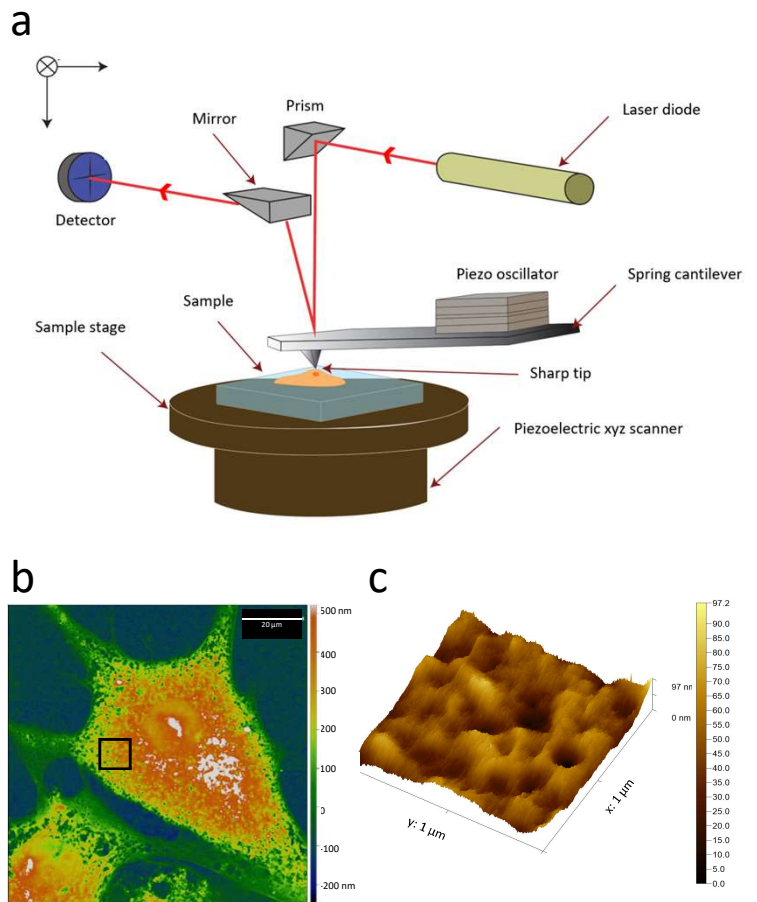 a
Prism
Laser diode
Mirror
Detector
Piezo oscillator
Spring cantilever
Sample
Sample stage
Sharp tip
Piezoelectric xyz scanner
b
20 µm
500 nm
400
300
200
100
0
-100
-200 nm
c
97 nm
0 nm
x: 1 µm
y: 1 µm
97.2
90.0
85.0
80.0
75.0
70.0
65.0
60.0
55.0
50.0
45.0
40.0
35.0
30.0
25.0
20.0
15.0
10.0
5.0
0.0